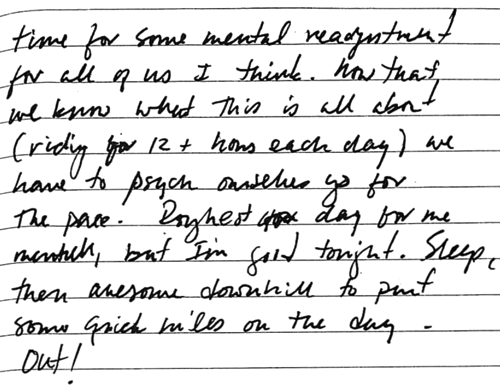 time for some mental readjustment
for all of us I think. Now that
we know what this is all about
(riding for 12 + hours each day) we
have to psych ourselves up for
the pace. Roughest day for me
mentally, but I'm good tonight. Sleep,
then awesome downhill to put
some quick miles on the day.
Out!